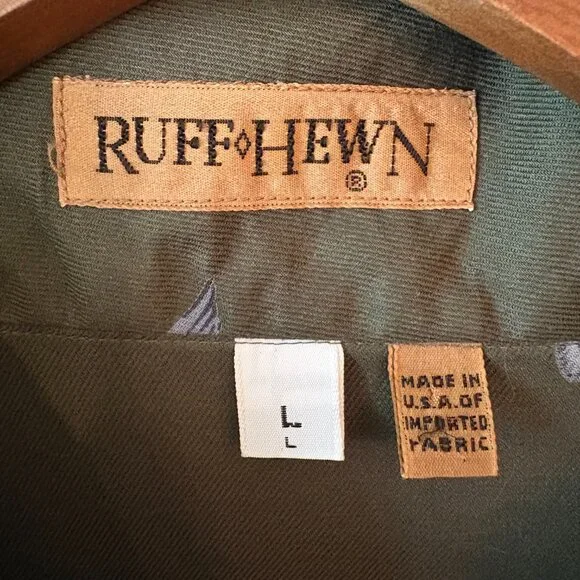 RUFF◊HEWN
®
L
L
MADE IN
U.S.A. OF
IMPORTED
FABRIC